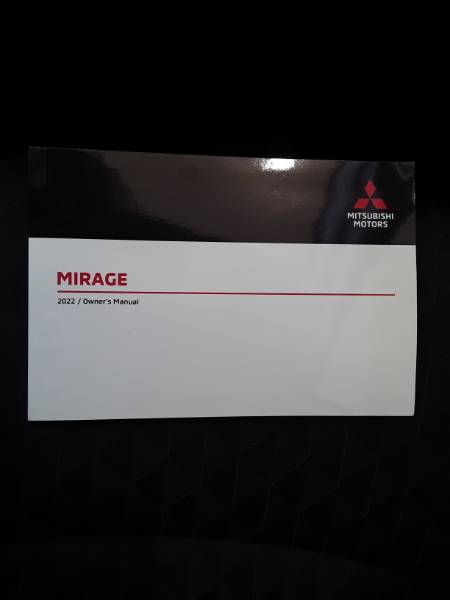 MITSUBISHI
MOTORS
MIRAGE
2022 / Owner's Manual